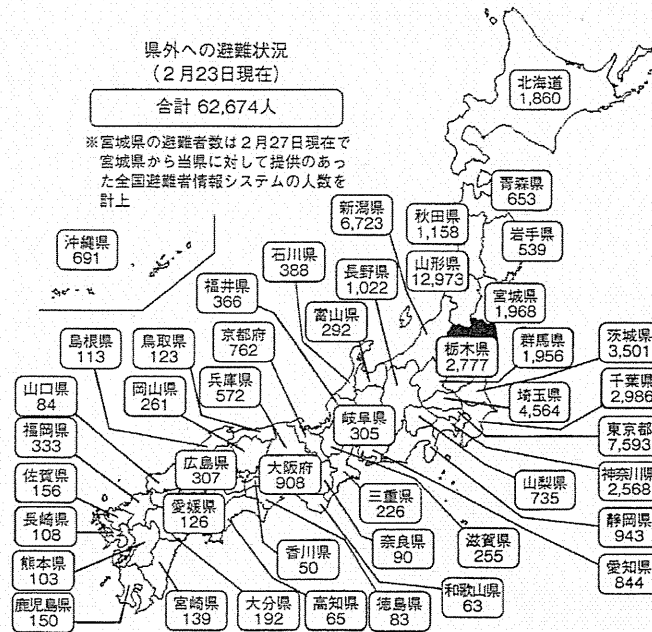 県外への避難状況
(2月23日現在)
合計 62,674人
※宮城県の避難者数は2月27日現在で
宮城県から当県に対して提供のあっ
た全国避難者情報システムの人数を
計上
北海道
1,860
青森県
653
秋田県
1,158
岩手県
539
山形県
12,973
宮城県
1,968
新潟県
6,723
沖縄県
691
石川県
388
長野県
1,022
福井県
366
富山県
292
栃木県
2,777
群馬県
1,956
茨城県
3,501
島根県
113
鳥取県
123
京都府
762
千葉県
2,986
埼玉県
4,564
岡山県
261
兵庫県
572
山口県
84
岐阜県
305
東京都
7,593
福岡県
333
広島県
307
大阪府
908
山梨県
735
神奈川県
2,568
佐賀県
156
三重県
226
愛媛県
126
静岡県
943
長崎県
108
奈良県
90
滋賀県
255
香川県
50
愛知県
844
熊本県
103
和歌山県
63
鹿児島県
150
宮崎県
139
大分県
192
高知県
65
徳島県
83